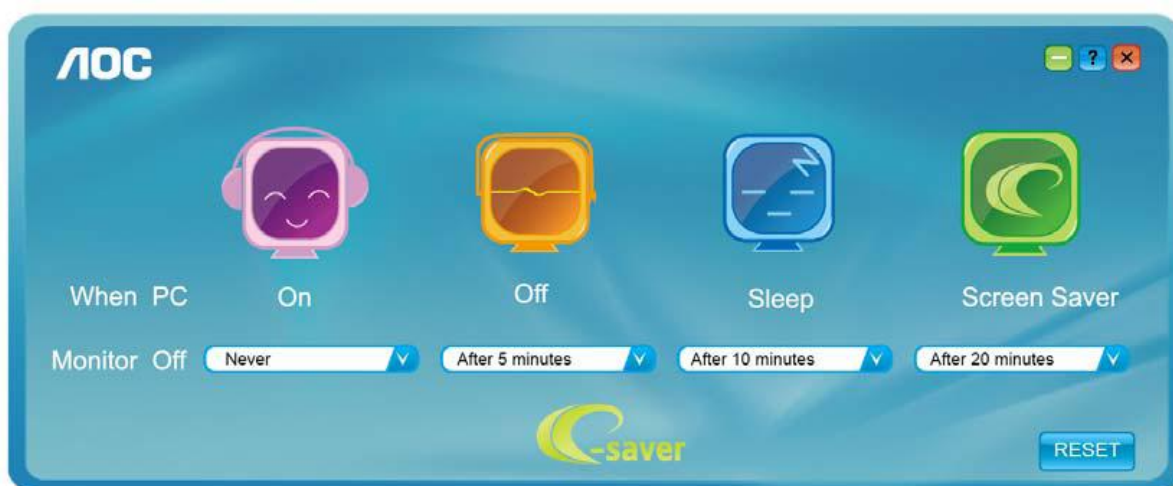 AOC
?
When PC On Off Sleep Screen Saver
Monitor Off Never After 5 minutes After 10 minutes After 20 minutes
e-saver
RESET